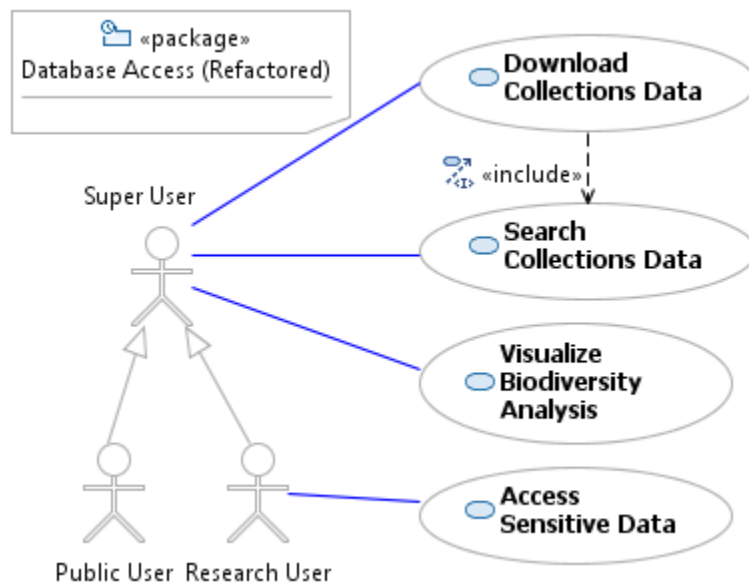 «package»
Database Access (Refactored)
Download
Collections Data
«include»
Super User
Search
Collections Data
Visualize
Biodiversity
Analysis
Access
Sensitive Data
Public User
Research User